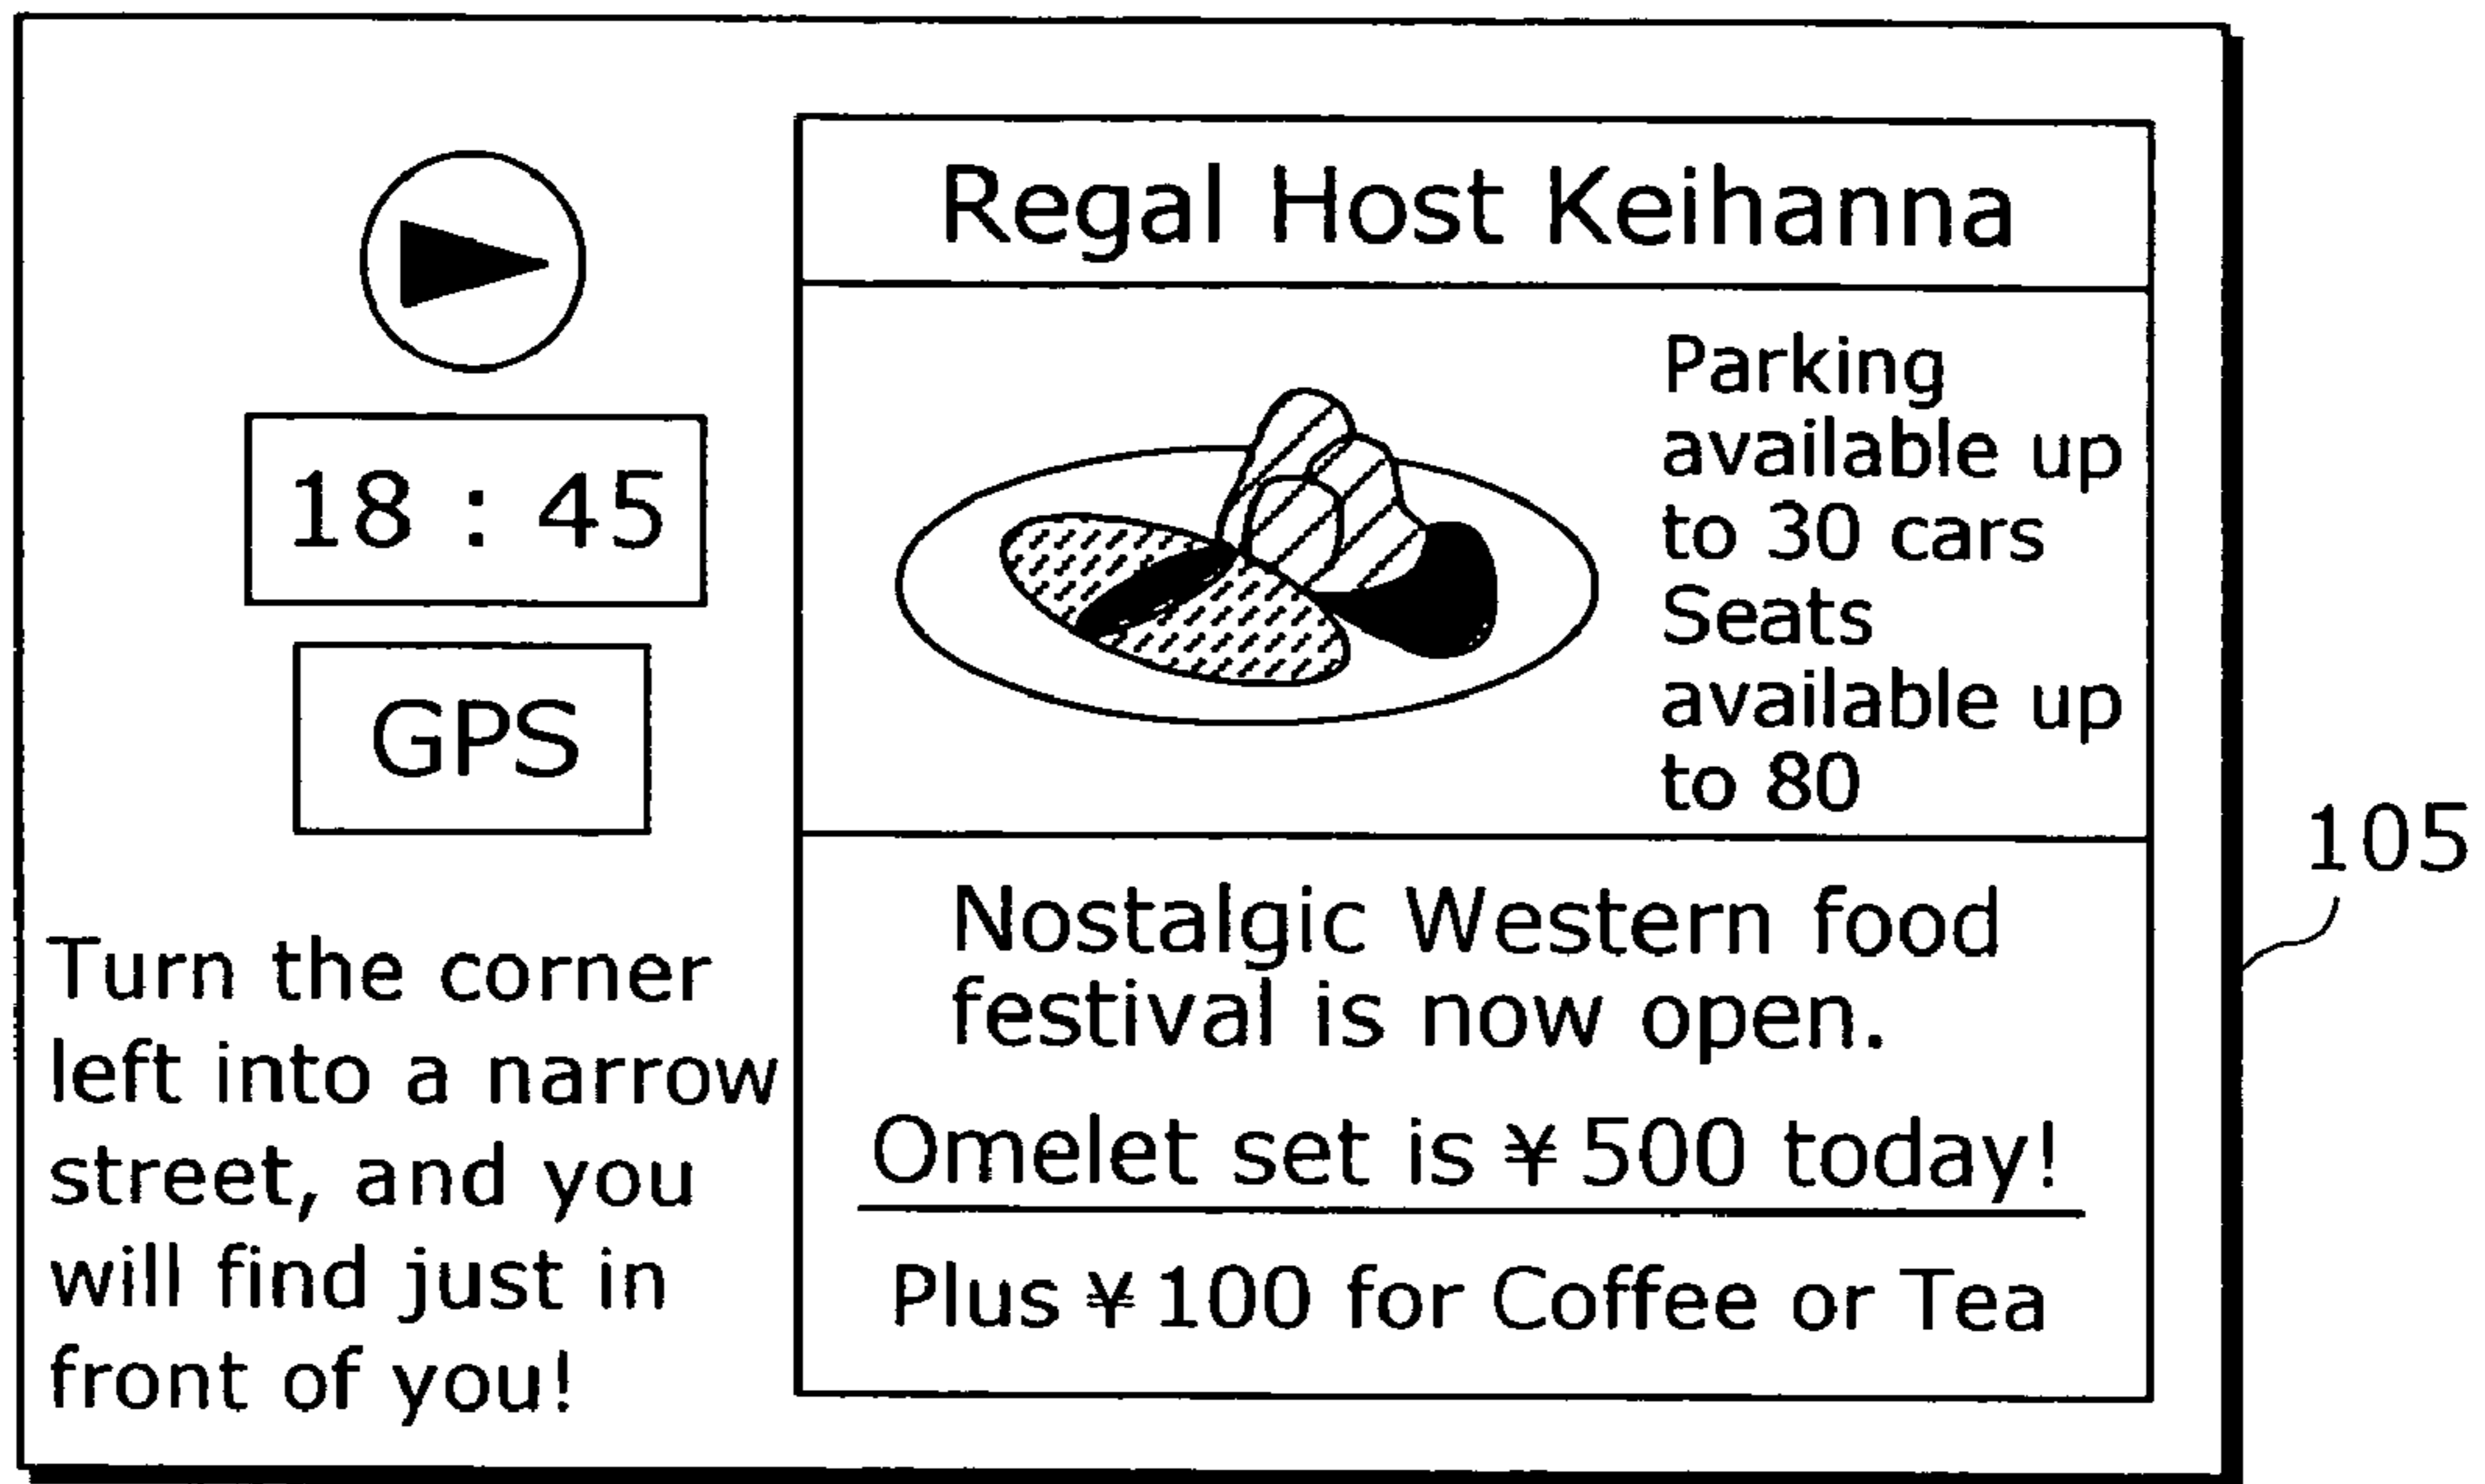 18 : 45
GPS
Turn the corner
left into a narrow
street, and you
will find just in
front of you!
Regal Host Keihanna
Parking
available up
to 30 cars
Seats
available up
to 80
Nostalgic Western food
festival is now open.
Omelet set is ¥500 today!
Plus ¥100 for Coffee or Tea
105